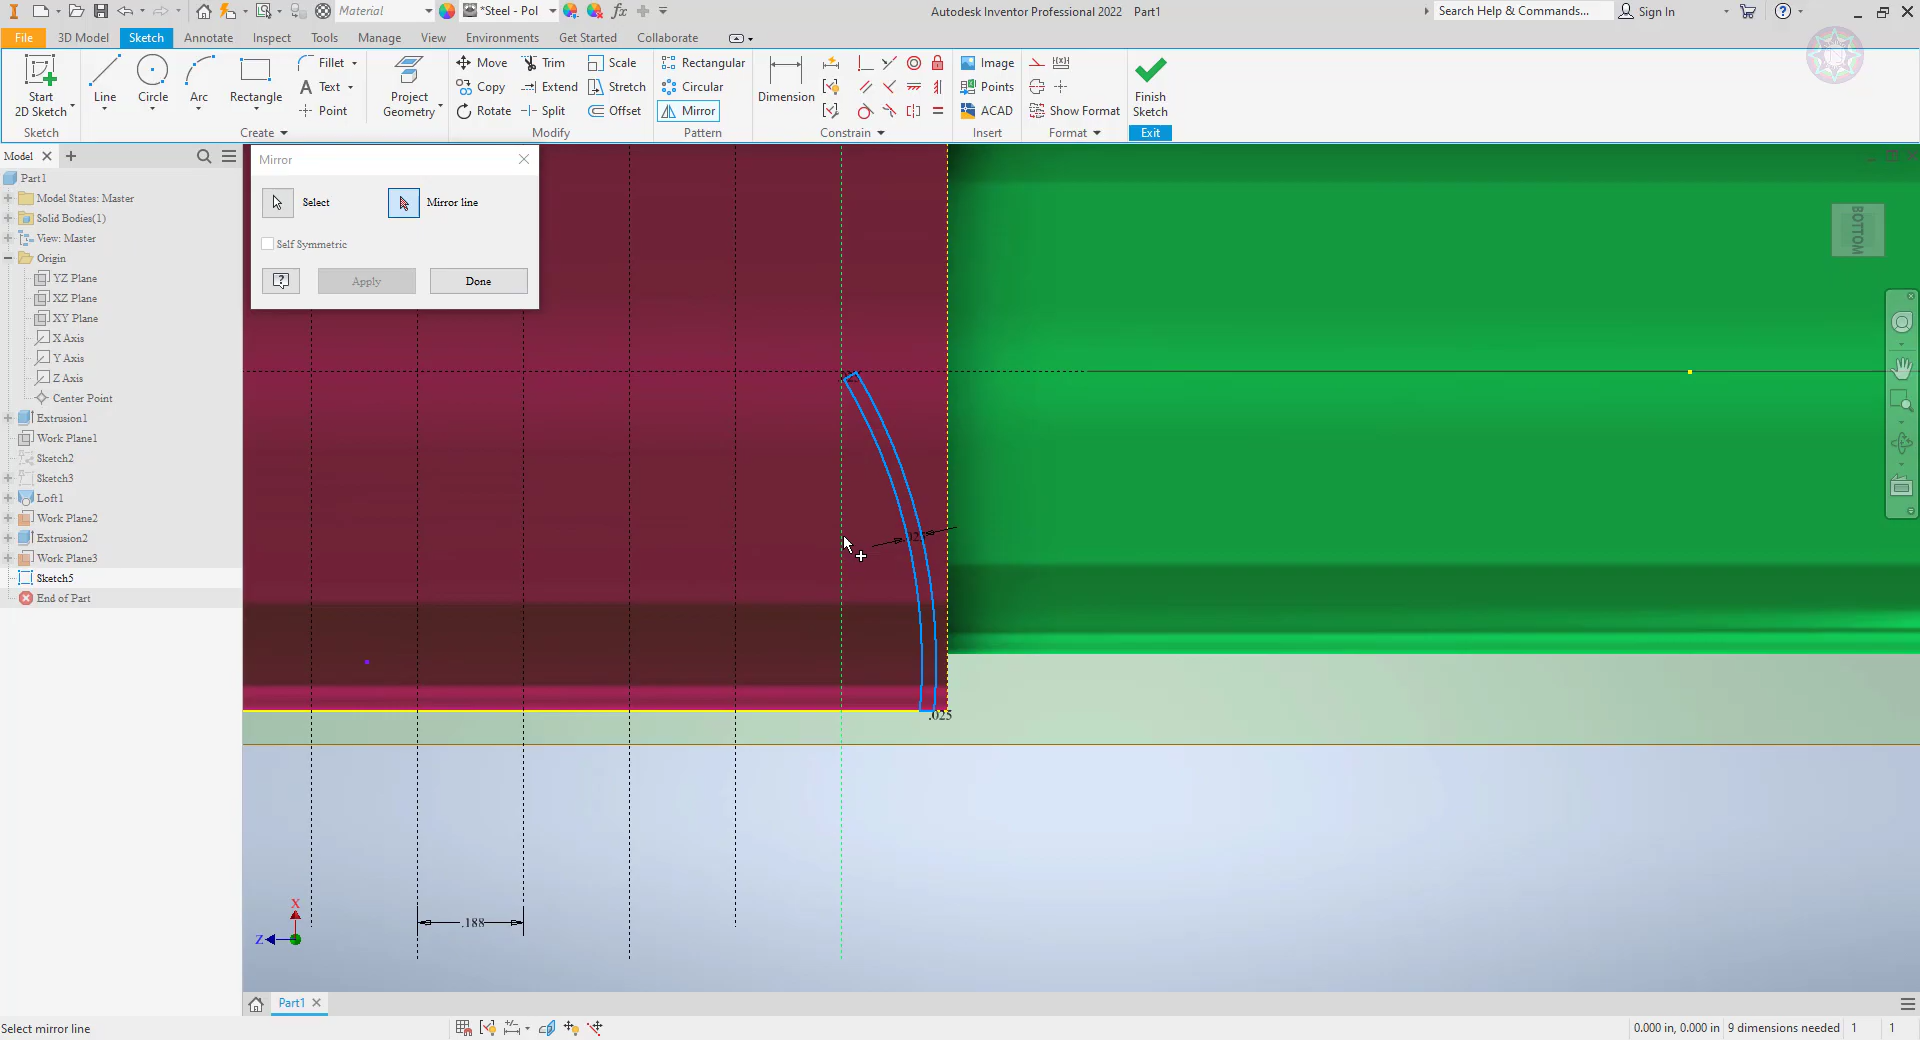 Material
*Steel - Pol
Autodesk Inventor Professional 2022 Part1
Search Help & Commands...
Sign In
File
3D Model
Sketch
Annotate
Inspect
Tools
Manage
View
Environments
Get Started
Collaborate
Start
2D Sketch
Line
Circle
Arc
Rectangle
Fillet
Text
Point
Project
Geometry
Move
Copy
Rotate
Trim
Extend
Split
Scale
Stretch
Offset
Rectangular
Circular
Mirror
Dimension
Image
Points
ACAD
Show Format
Finish
Sketch
Sketch
Create
Modify
Pattern
Constrain
Insert
Format
Exit
Model
Part1
Model States: Master
Solid Bodies(1)
View: Master
Origin
YZ Plane
XZ Plane
XY Plane
X Axis
Y Axis
Z Axis
Center Point
Extrusion1
Work Plane1
Sketch2
Sketch3
Loft1
Work Plane2
Extrusion2
Work Plane3
Sketch5
End of Part
Mirror
Select
Mirror line
Self Symmetric
Apply
Done
BOTTOM
.025
.188
X
Z
Part1
Select mirror line
0.000 in, 0.000 in
9 dimensions needed
1
1